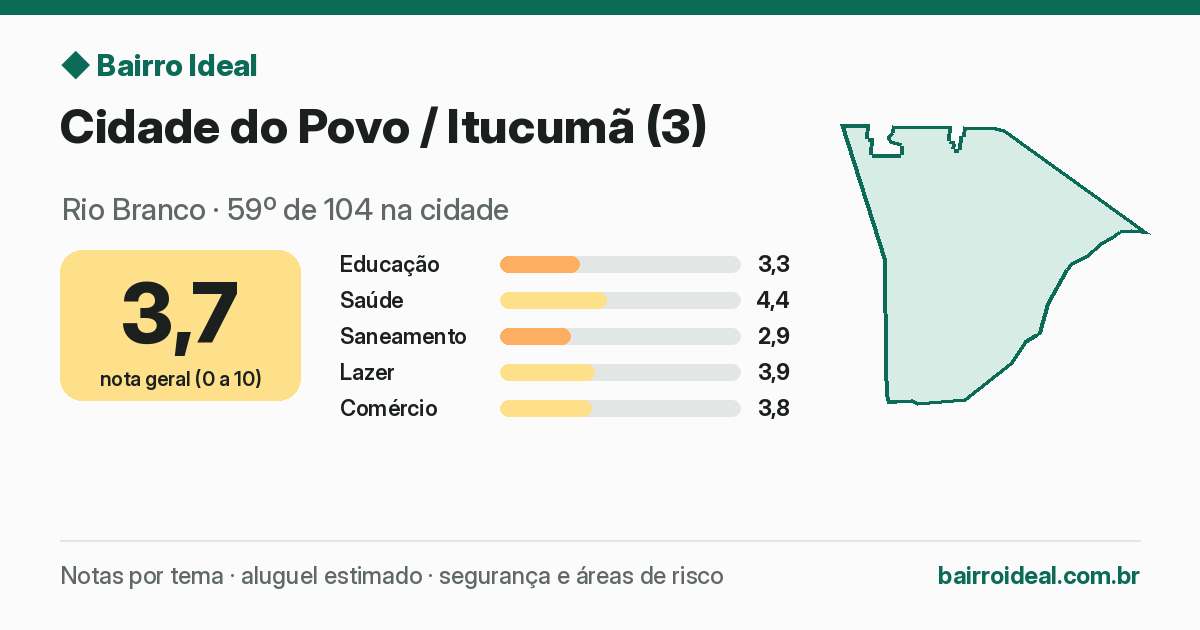 Bairro Ideal
Cidade do Povo / Itucumã (3)
Rio Branco · 59º de 104 na cidade
3,7
nota geral (0 a 10)
Educação 3,3
Saúde 4,4
Saneamento 2,9
Lazer 3,9
Comércio 3,8
Notas por tema · aluguel estimado · segurança e áreas de risco
bairroideal.com.br